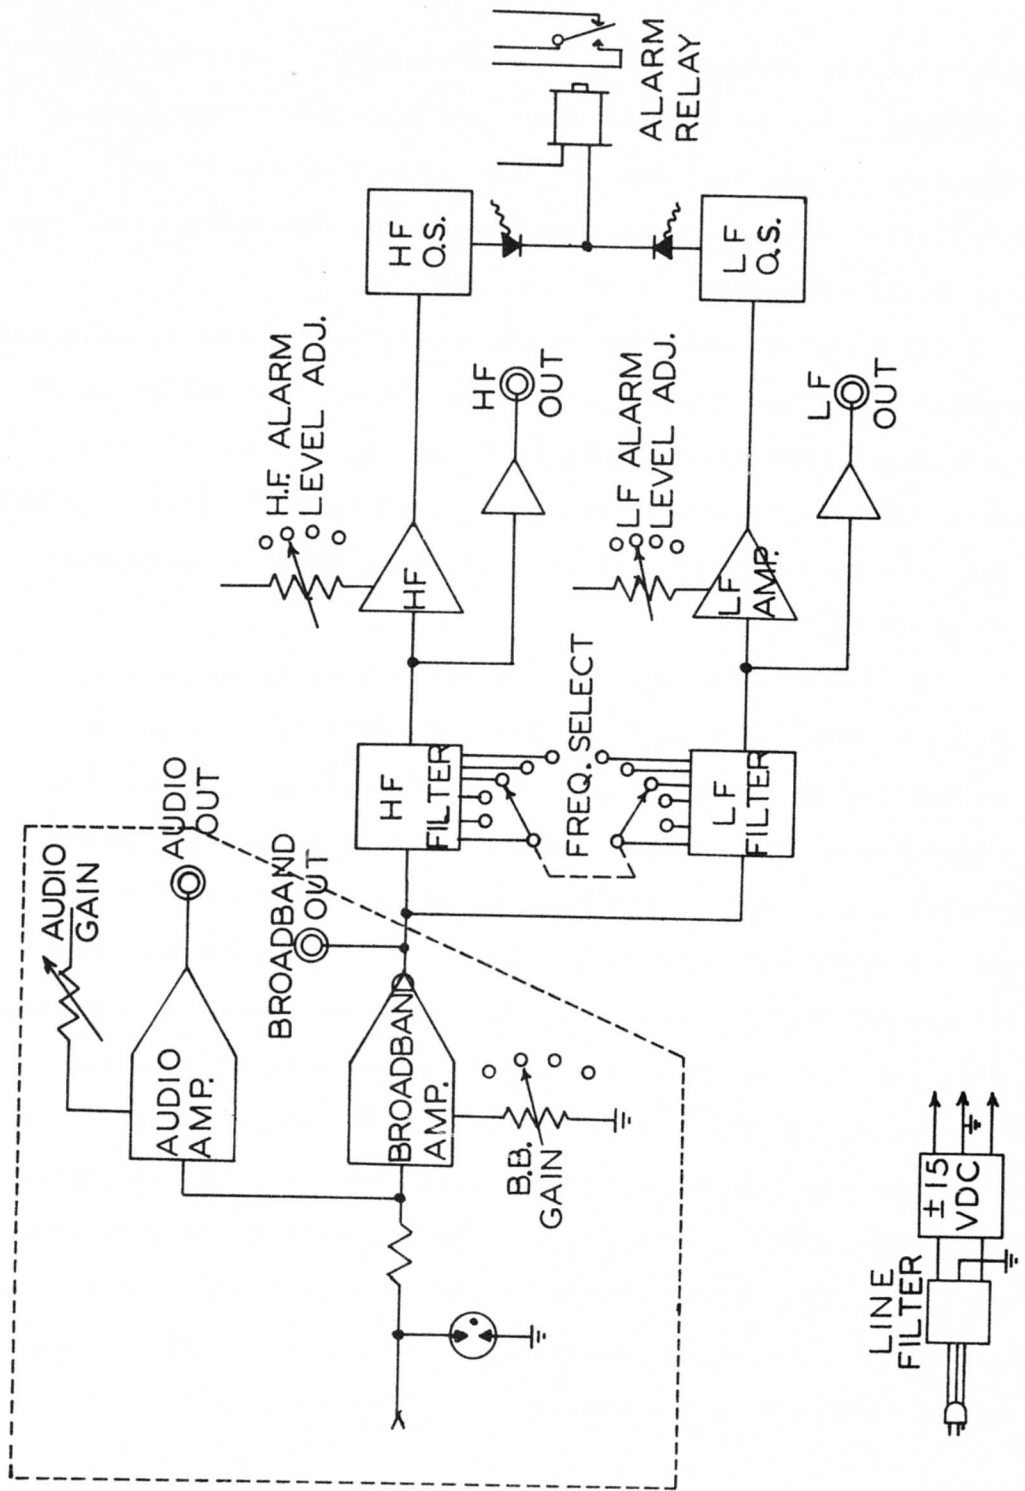 AUDIO
GAIN
AUDIO
OUT
AUDIO
AMP.
BROADBAND
OUT
BROADBAND
AMP.
B.B.
GAIN
H.F. ALARM
LEVEL ADJ.
HF
FILTER
HF
HF
OUT
HF
O.S.
FREQ. SELECT
LF ALARM
LEVEL ADJ.
LF
FILTER
LF
AMP.
LF
OUT
LF
O.S.
ALARM
RELAY
LINE
FILTER
±15
VDC